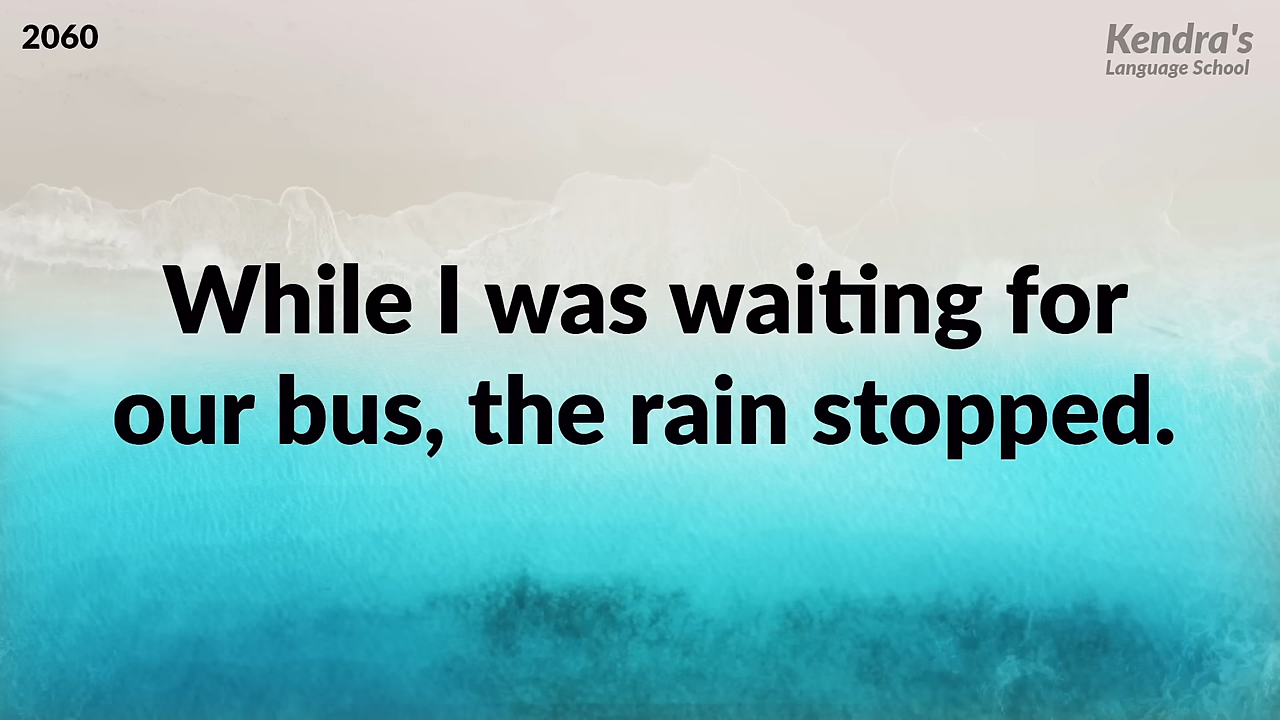 2060
Kendra's
Language School
While I was waiting for
our bus, the rain stopped.